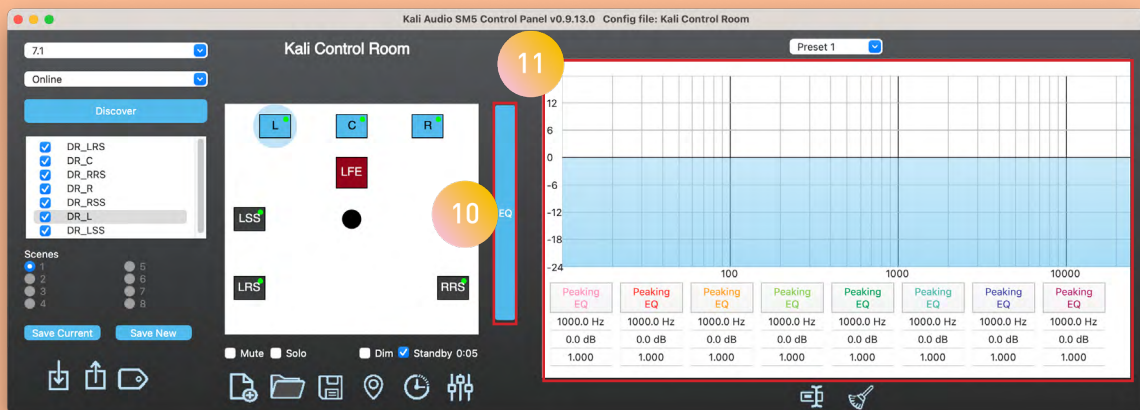 Kali Audio SM5 Control Panel v0.9.13.0 Config file: Kali Control Room
7.1
Online
Discover
DR_LRS
DR_C
DR_RRS
DR_R
DR_RSS
DR_L
DR_LSS
Scenes
1 5
2 6
3 7
4 8
Save Current Save New
Kali Control Room
L C R
LFE
LSS
LRS RRS
Mute Solo Dim Standby 0:05
10
EQ
11
Preset 1
12
6
0
-6
-12
-18
-24
100 1000 10000
Peaking Peaking Peaking Peaking Peaking Peaking Peaking Peaking
EQ EQ EQ EQ EQ EQ EQ EQ
1000.0 Hz 1000.0 Hz 1000.0 Hz 1000.0 Hz 1000.0 Hz 1000.0 Hz 1000.0 Hz 1000.0 Hz
0.0 dB 0.0 dB 0.0 dB 0.0 dB 0.0 dB 0.0 dB 0.0 dB 0.0 dB
1.000 1.000 1.000 1.000 1.000 1.000 1.000 1.000